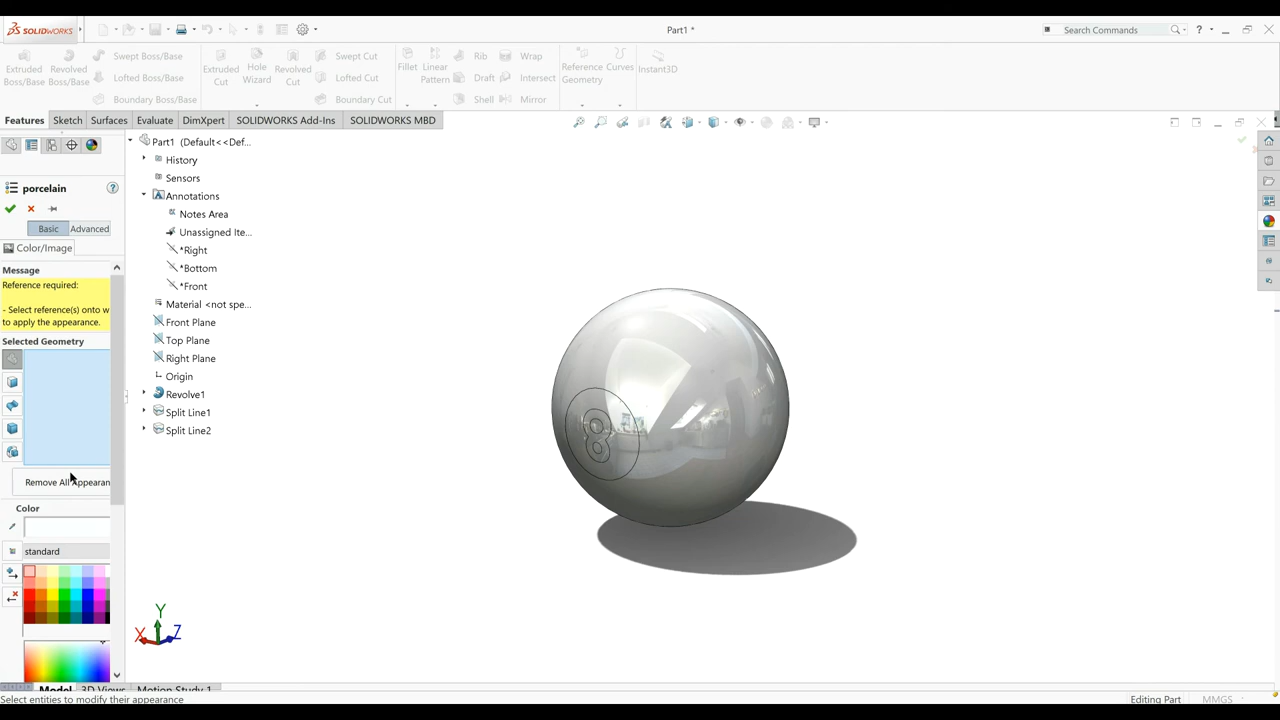 SOLIDWORKS
Part1 *
Search Commands
?
Extruded Boss/Base
Revolved Boss/Base
Swept Boss/Base
Lofted Boss/Base
Boundary Boss/Base
Extruded Cut
Hole Wizard
Revolved Cut
Swept Cut
Lofted Cut
Boundary Cut
Fillet
Linear Pattern
Rib
Draft
Shell
Wrap
Intersect
Mirror
Reference Geometry
Curves
Instant3D
Features
Sketch
Surfaces
Evaluate
DimXpert
SOLIDWORKS Add-Ins
SOLIDWORKS MBD
porcelain
?
Basic
Advanced
Color/Image
Message
Reference required:
- Select reference(s) onto w
to apply the appearance.
Selected Geometry
Remove All Appearan
Color
standard
Part1 (Default<<Def...
History
Sensors
Annotations
Notes Area
Unassigned Ite...
*Right
*Bottom
*Front
Material <not spe...
Front Plane
Top Plane
Right Plane
Origin
Revolve1
Split Line1
Split Line2
8
Y
X
Z
Model
3D Views
Motion Study 1
Select entities to modify their appearance
Editing Part
MMGS